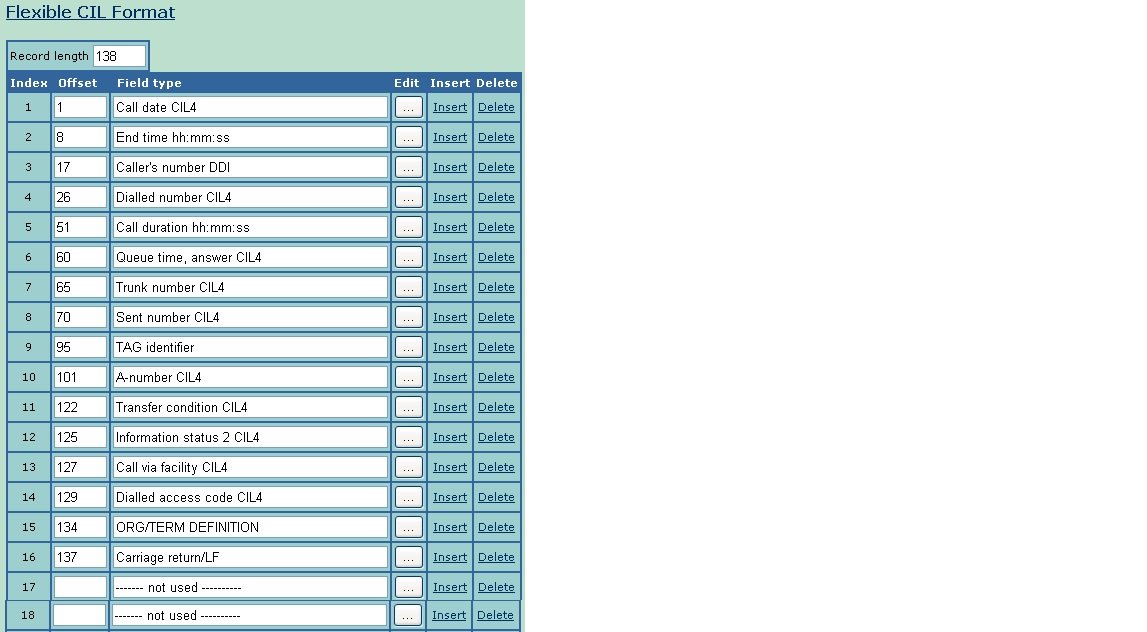 Flexible CIL Format
Record length 138
Index Offset Field type Edit Insert Delete
1 1 Call date CIL4 ... Insert Delete
2 8 End time hh:mm:ss ... Insert Delete
3 17 Caller's number DDI ... Insert Delete
4 26 Dialled number CIL4 ... Insert Delete
5 51 Call duration hh:mm:ss ... Insert Delete
6 60 Queue time, answer CIL4 ... Insert Delete
7 65 Trunk number CIL4 ... Insert Delete
8 70 Sent number CIL4 ... Insert Delete
9 95 TAG identifier ... Insert Delete
10 101 A-number CIL4 ... Insert Delete
11 122 Transfer condition CIL4 ... Insert Delete
12 125 Information status 2 CIL4 ... Insert Delete
13 127 Call via facility CIL4 ... Insert Delete
14 129 Dialled access code CIL4 ... Insert Delete
15 134 ORG/TERM DEFINITION ... Insert Delete
16 137 Carriage return/LF ... Insert Delete
17 ------- not used ---------- ... Insert Delete
18 ------- not used ---------- ... Insert Delete